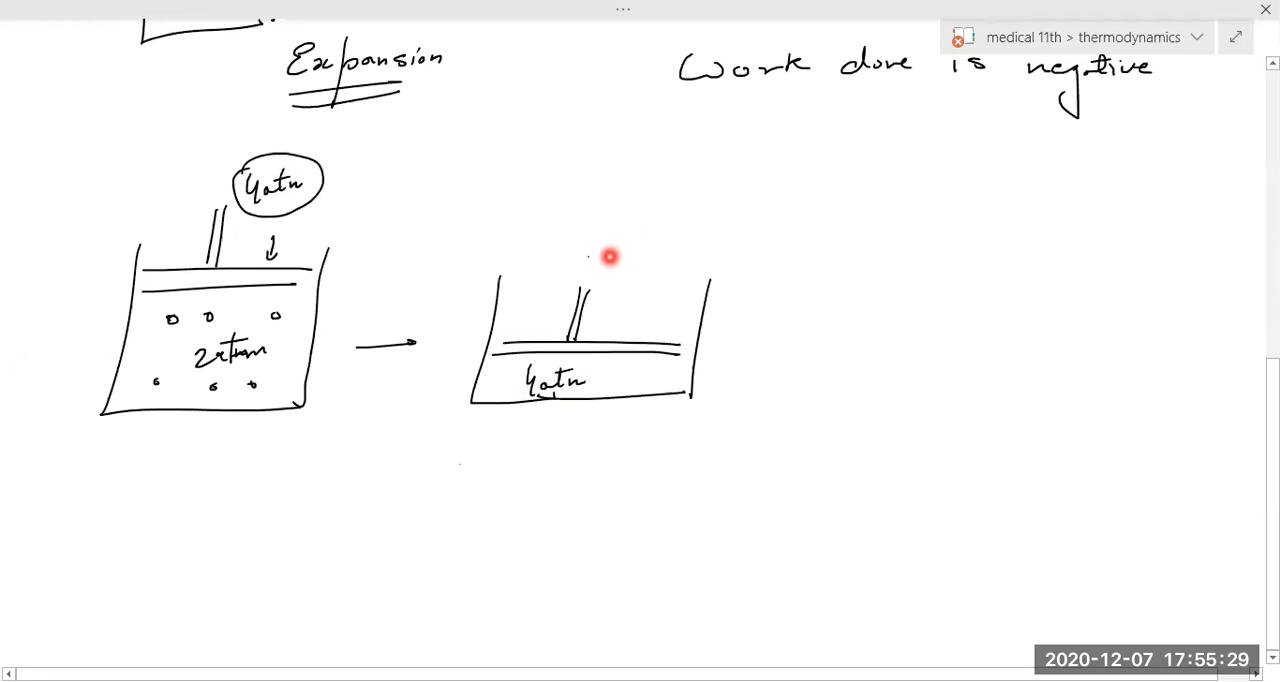 medical 11th > thermodynamics
Expansion
Work done is negative
4atm
2atm
4atm
2020-12-07 17:55:29